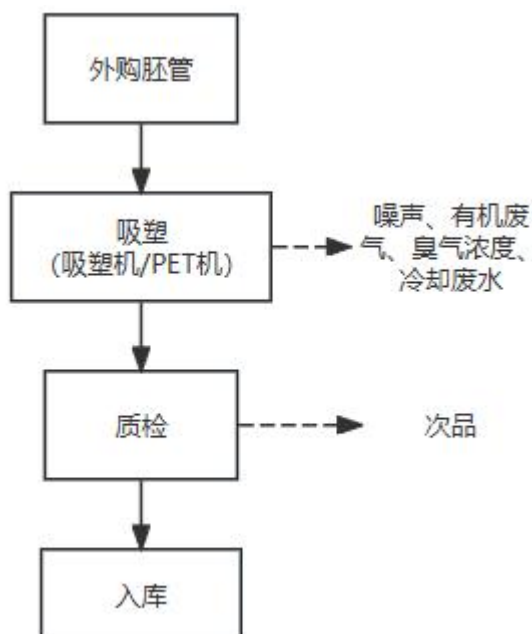 外购胚管
吸塑
（吸塑机/PET机）
噪声、有机废
气、臭气浓度、
冷却废水
质检
次品
入库